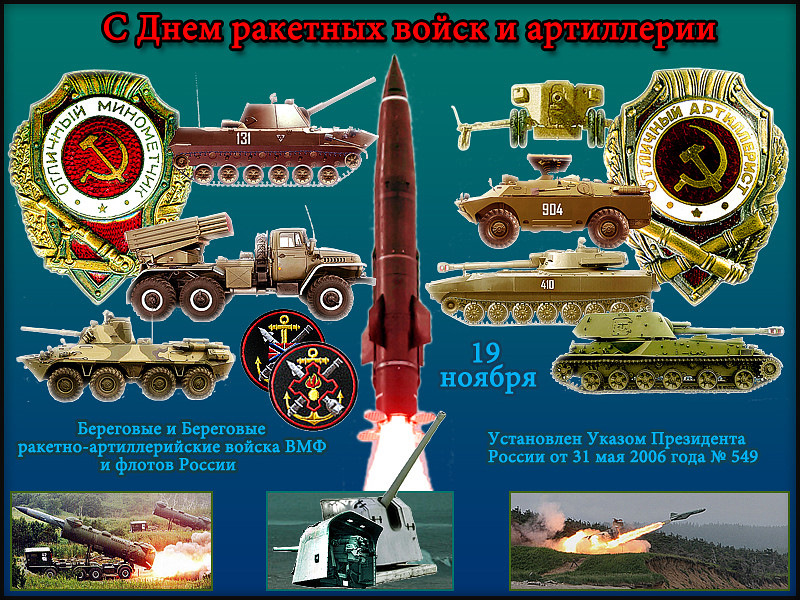 С Днем ракетных войск и артиллерии
ОТЛИЧНЫЙ МИНОМЕТЧИК
ОТЛИЧНЫЙ АРТИЛЛЕРИСТ
131
904
410
19
ноября
Береговые и Береговые
ракетно-артиллерийские войска ВМФ
и флотов России
Установлен Указом Президента
России от 31 мая 2006 года № 549